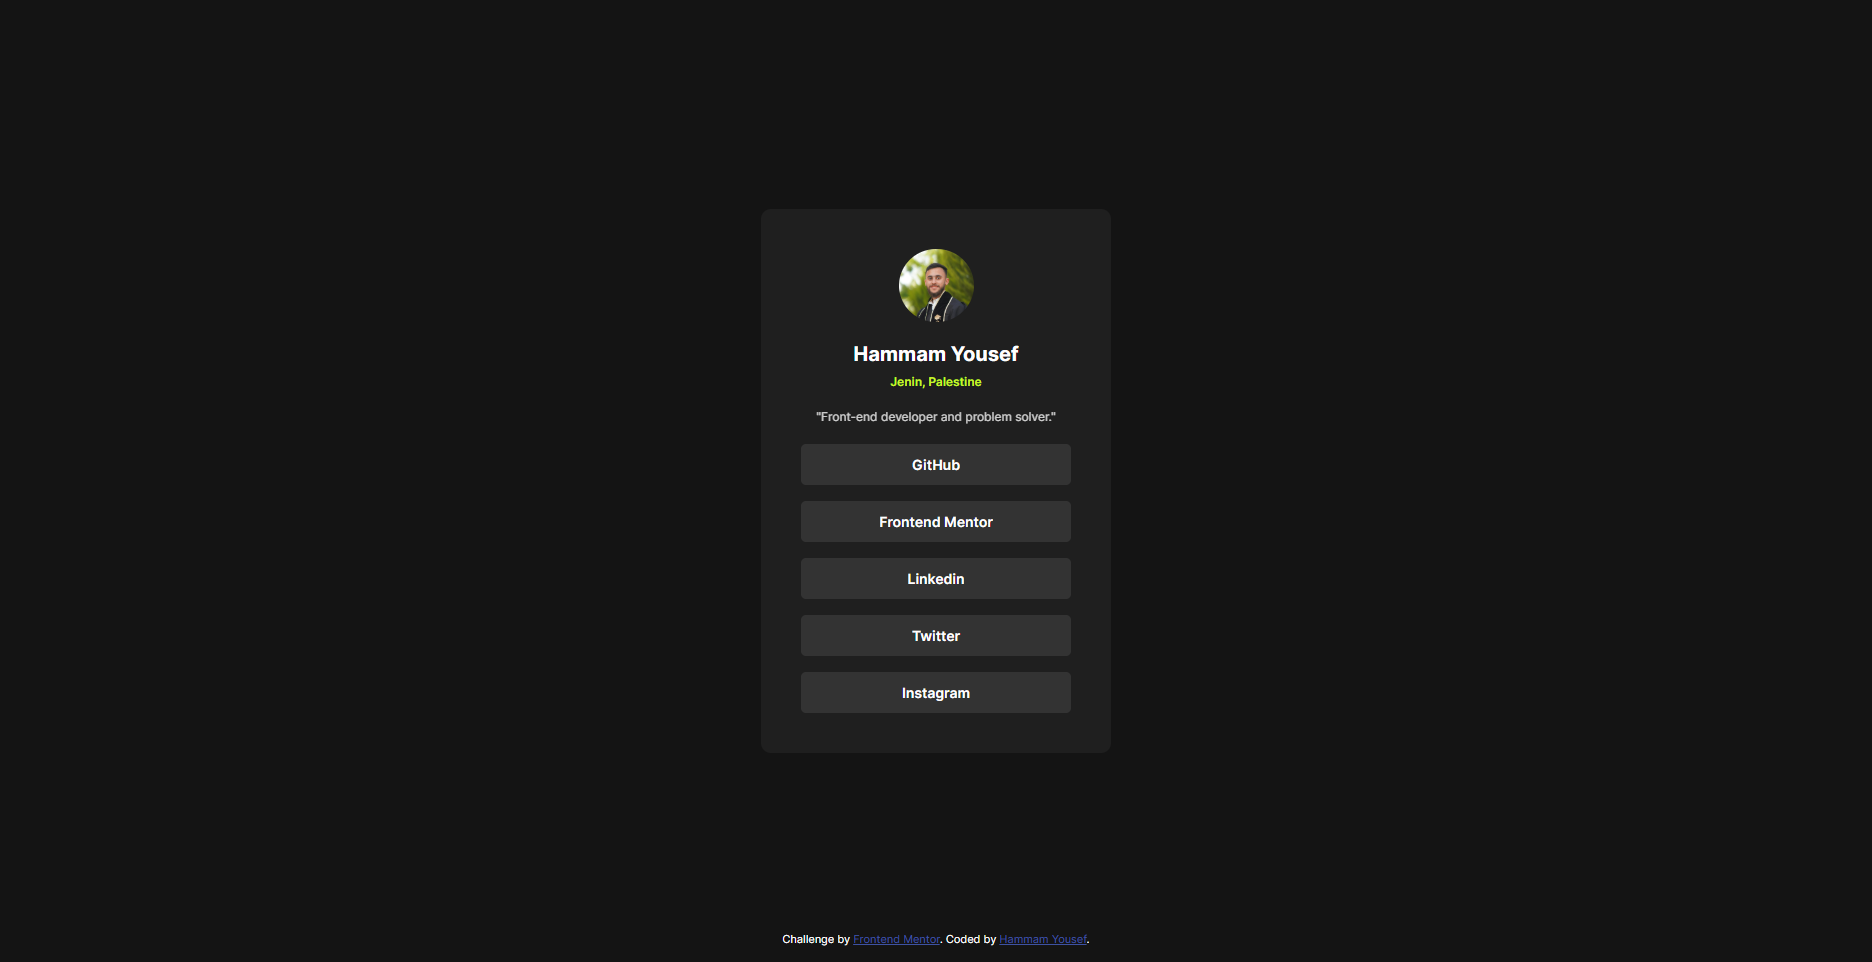 Hammam Yousef
Jenin, Palestine
"Front-end developer and problem solver."
GitHub
Frontend Mentor
Linkedin
Twitter
Instagram
Challenge by Frontend Mentor. Coded by Hammam Yousef.